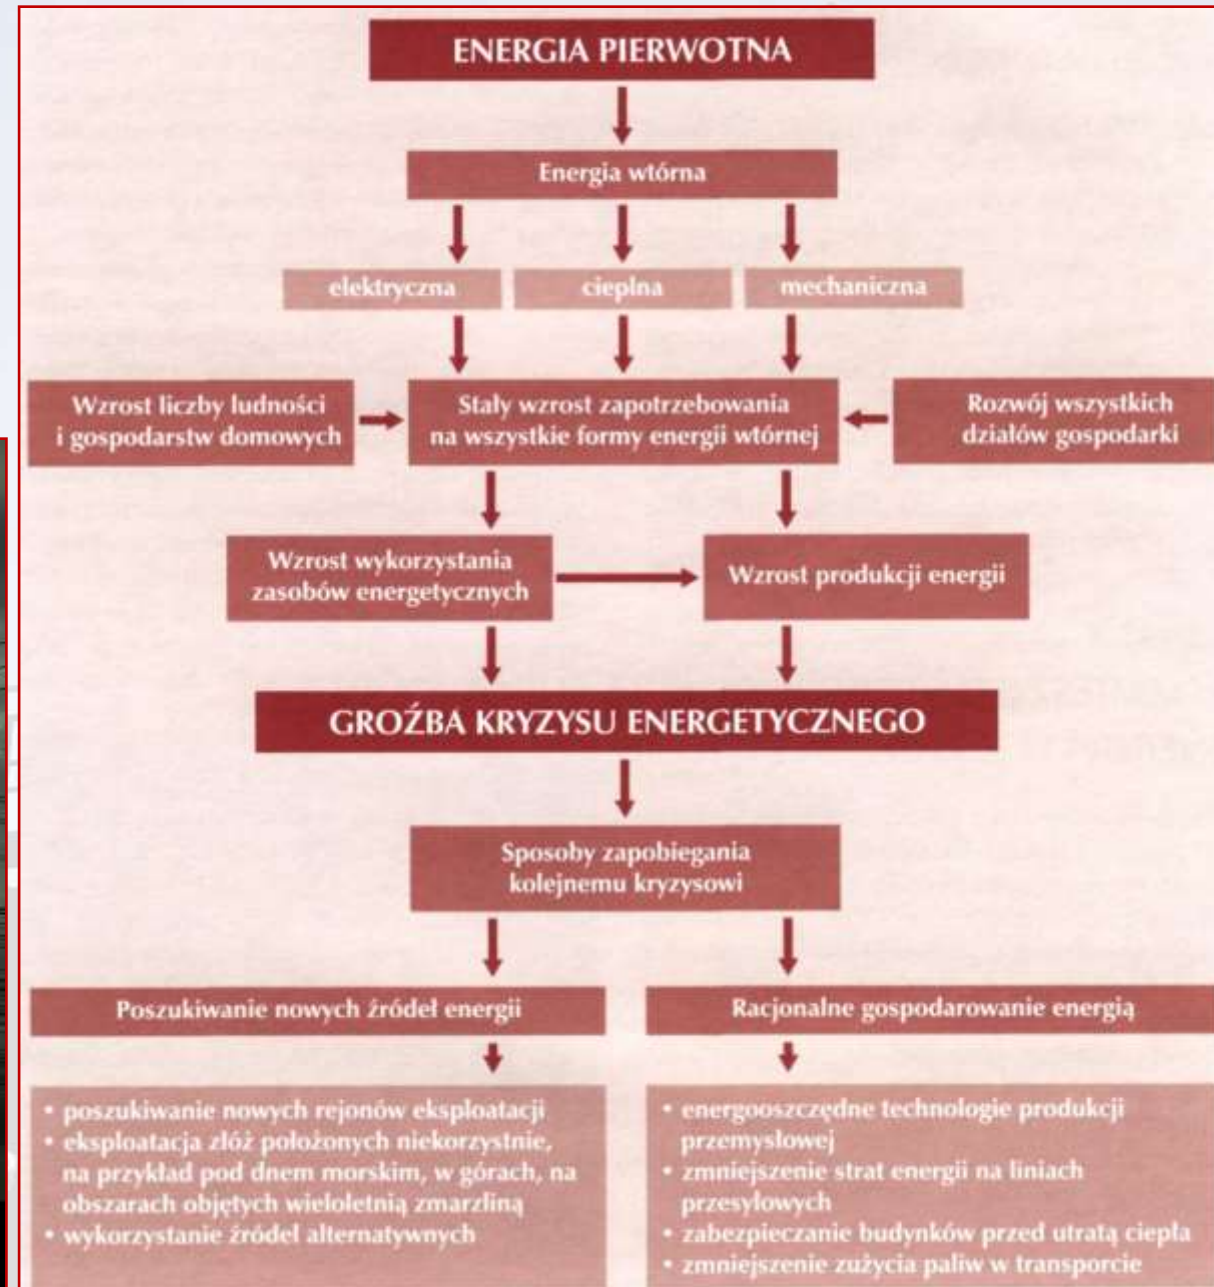 ENERGIA PIERWOTNA
Energia wtórna
elektryczna
cieplna
mechaniczna
Wzrost liczby ludności
i gospodarstw domowych
Stały wzrost zapotrzebowania
na wszystkie formy energii wtórnej
Rozwój wszystkich
działów gospodarki
Wzrost wykorzystania
zasobów energetycznych
Wzrost produkcji energii
GROŹBA KRYZYSU ENERGETYCZNEGO
Sposoby zapobiegania
kolejnemu kryzysowi
Poszukiwanie nowych źródeł energii
• poszukiwanie nowych rejonów eksploatacji
• eksploatacja złóż położonych niekorzystnie,
na przykład pod dnem morskim, w górach, na
obszarach objętych wieloletnią zmarzliną
• wykorzystanie źródeł alternatywnych
Racjonalne gospodarowanie energią
• energooszczędne technologie produkcji
przemysłowej
• zmniejszenie strat energii na liniach
przesyłowych
• zabezpieczanie budynków przed utratą ciepła
• zmniejszenie zużycia paliw w transporcie